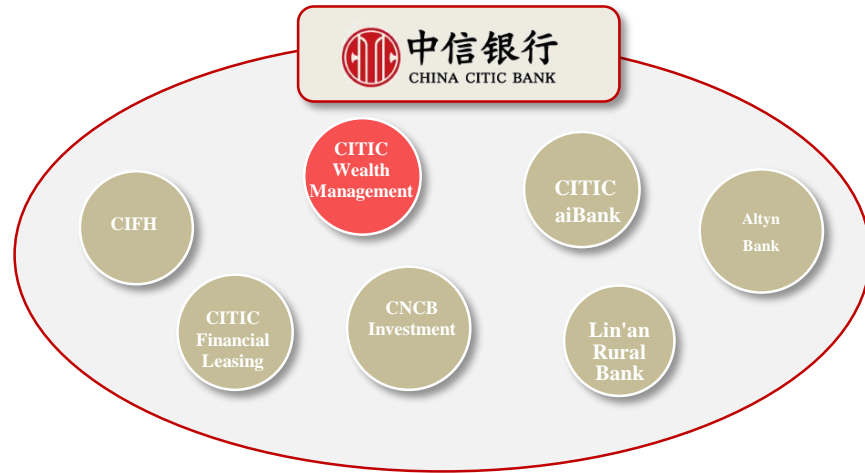 中信银行
CHINA CITIC BANK
CITIC
Wealth
Management
CITIC
aiBank
CIFH
Altyn
Bank
CITIC
Financial
Leasing
CNCB
Investment
Lin'an
Rural
Bank